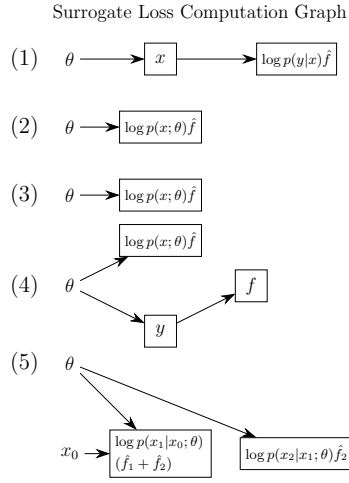 Surrogate Loss Computation Graph
(1) θ x log p(y|x)f̂
(2) θ log p(x; θ)f̂
(3) θ log p(x; θ)f̂
log p(x; θ)f̂
(4) θ f
y
(5) θ
x₀ log p(x₁|x₀; θ)
(f̂₁ + f̂₂)
log p(x₂|x₁; θ)f̂₂